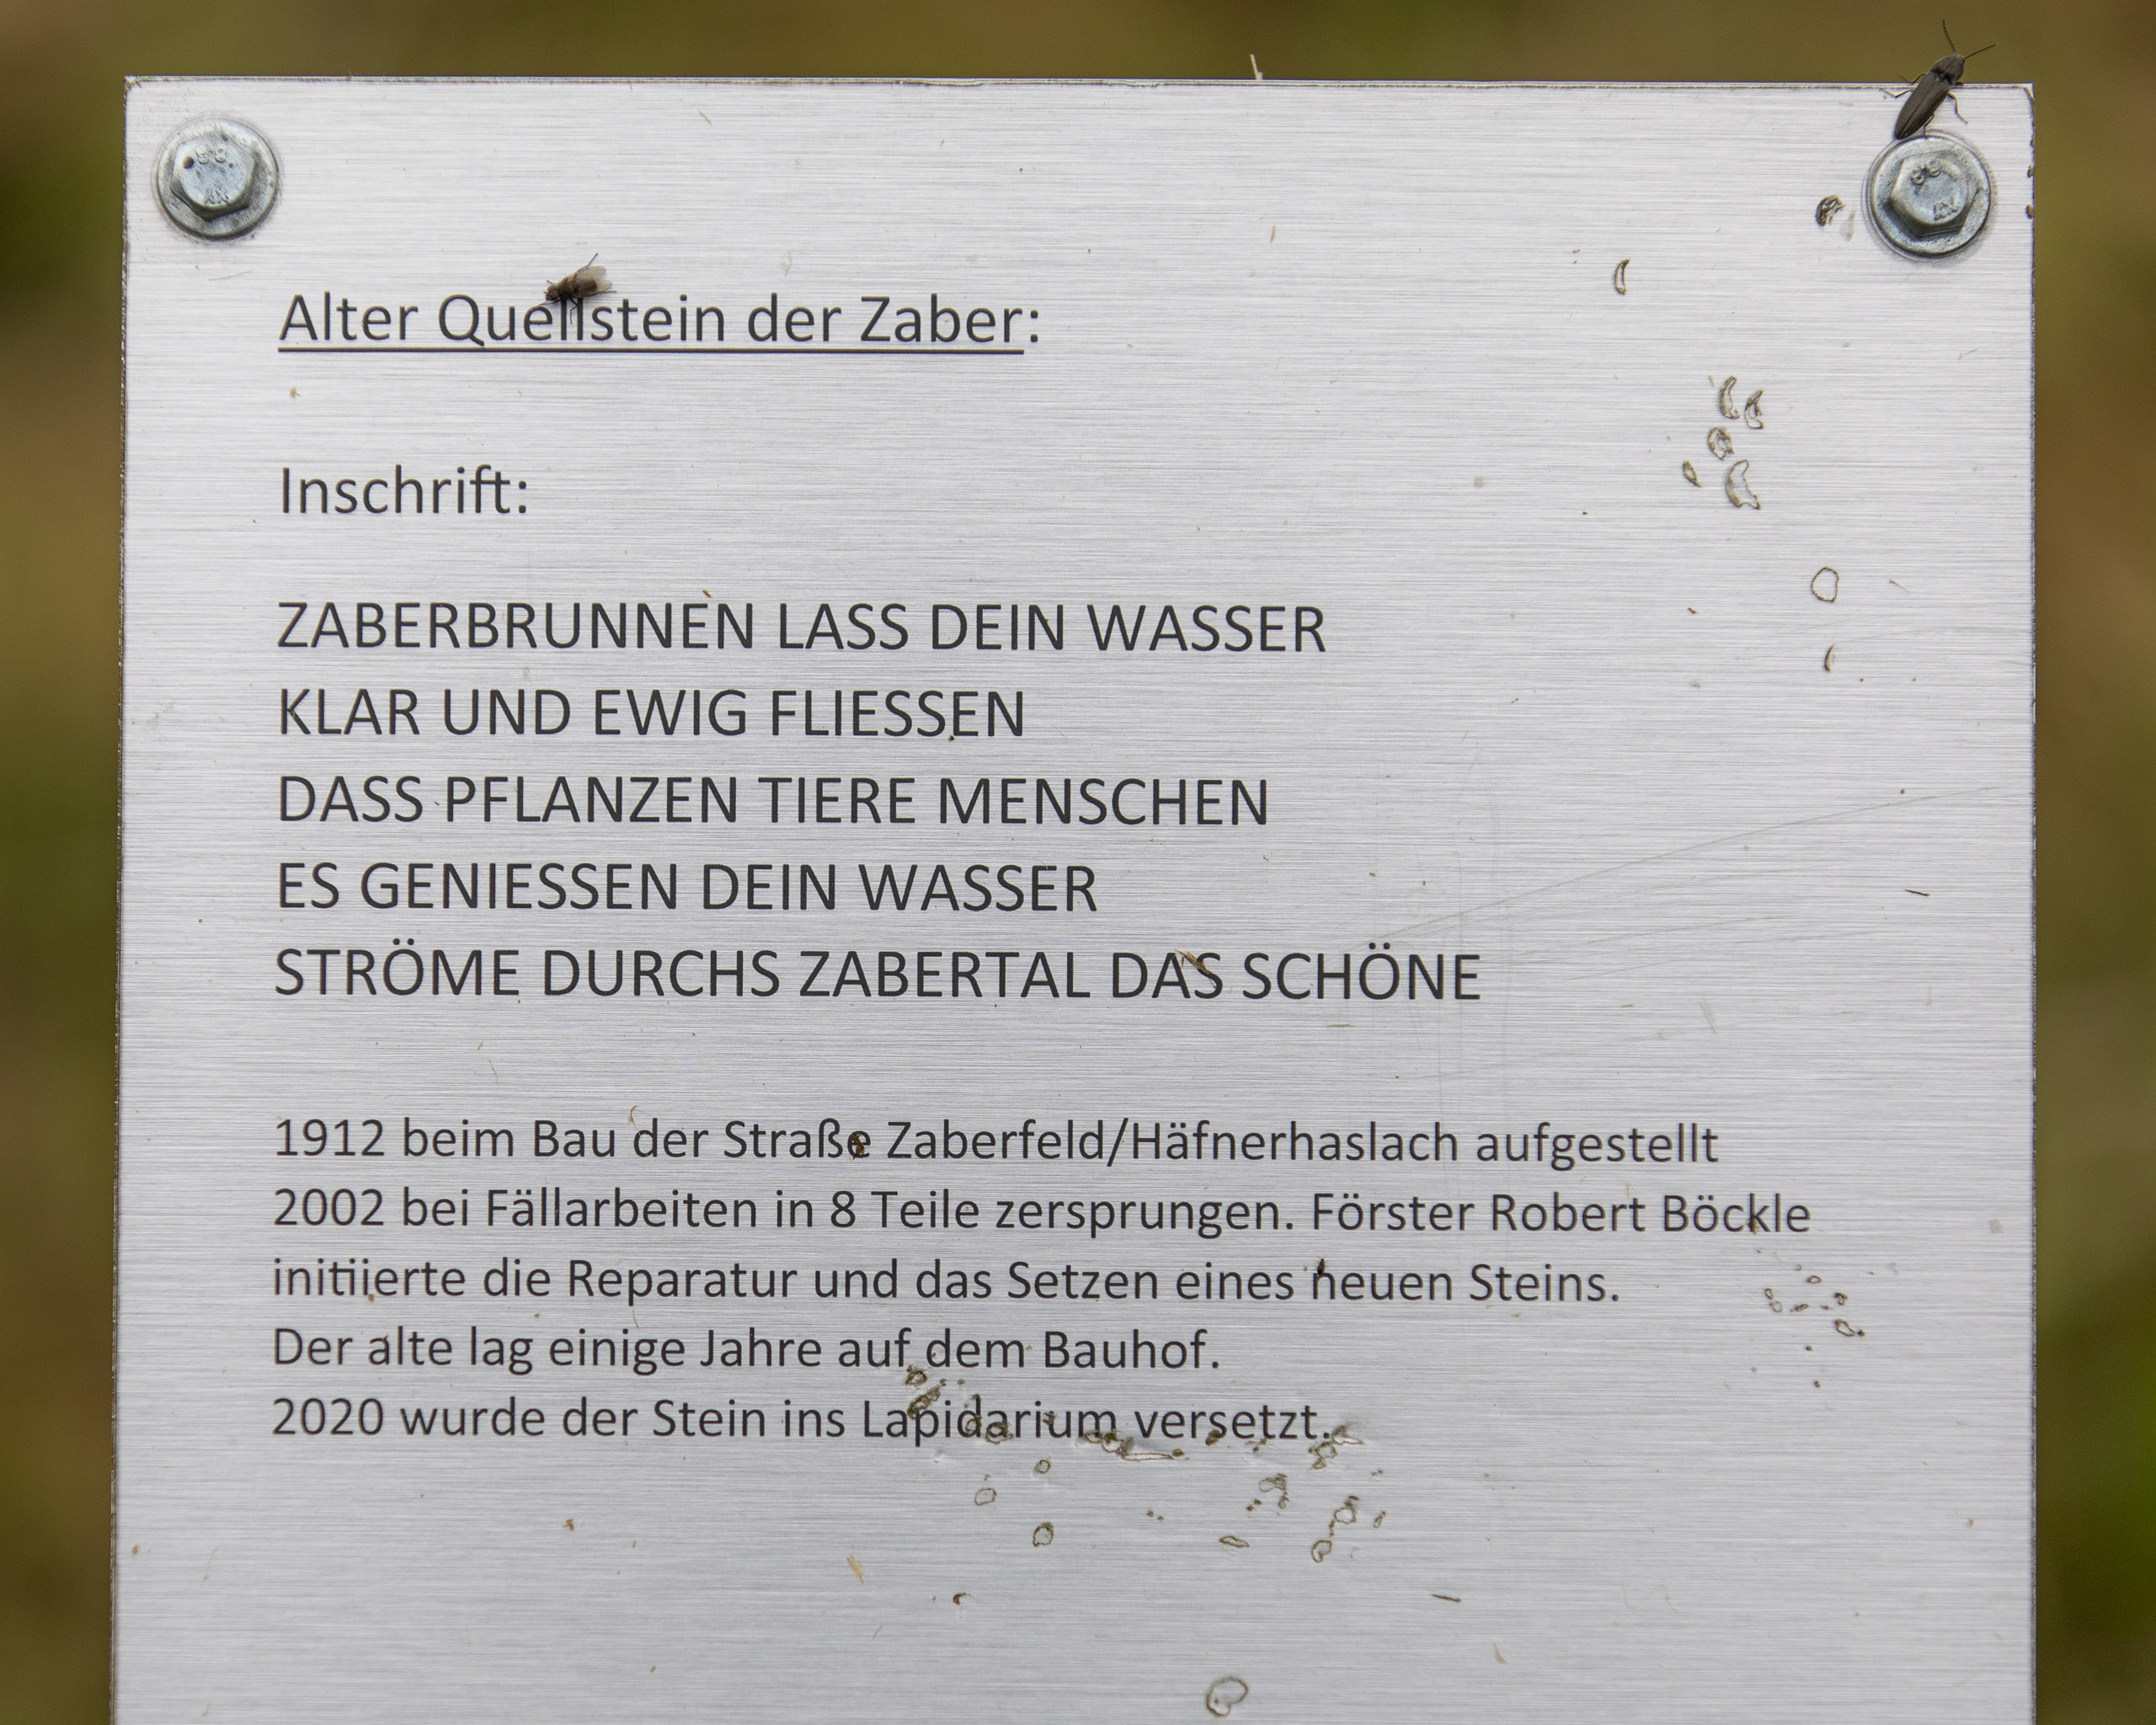 Alter Quellstein der Zaber:
Inschrift:
ZABERBRUNNEN LASS DEIN WASSER
KLAR UND EWIG FLIESSEN
DASS PFLANZEN TIERE MENSCHEN
ES GENIESSEN DEIN WASSER
STRÖME DURCHS ZABERTAL DAS SCHÖNE
1912 beim Bau der Straße Zaberfeld/Häfnerhaslach aufgestellt
2002 bei Fällarbeiten in 8 Teile zersprungen. Förster Robert Böckle
initiierte die Reparatur und das Setzen eines neuen Steins.
Der alte lag einige Jahre auf dem Bauhof.
2020 wurde der Stein ins Lapidarium versetzt.